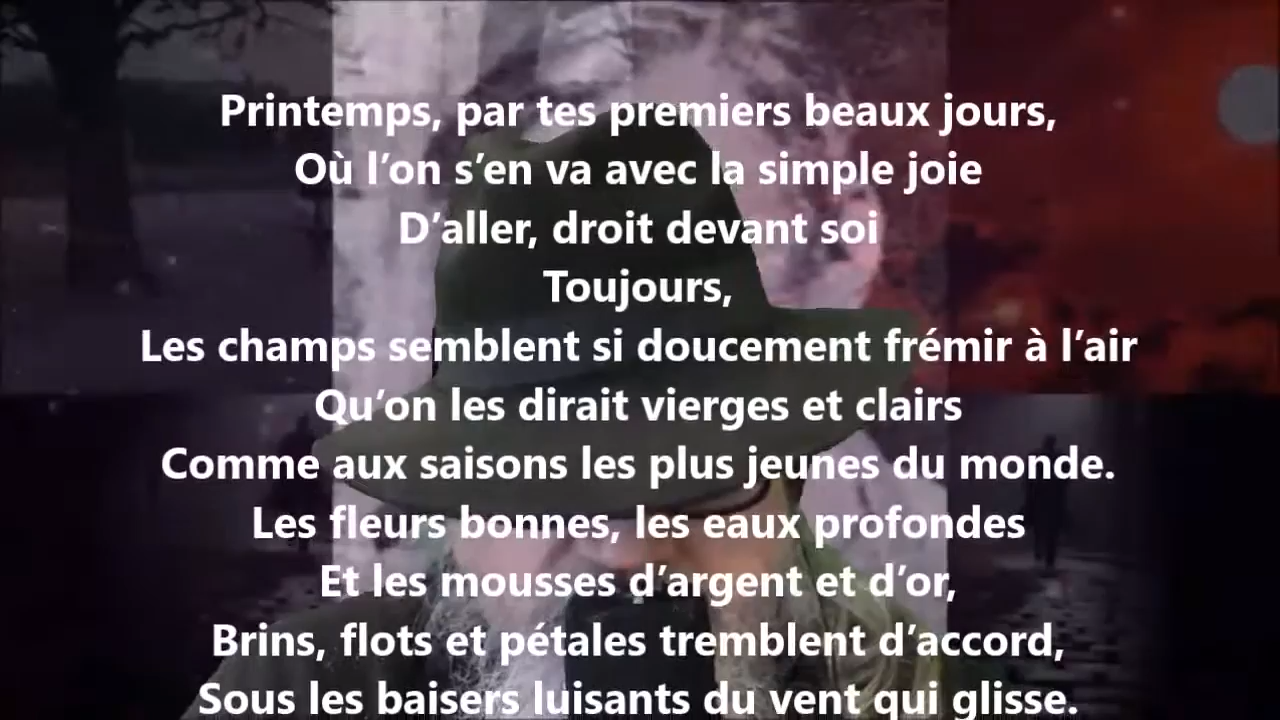 Printemps, par tes premiers beaux jours,
Où l’on s’en va avec la simple joie
D’aller, droit devant soi
Toujours,
Les champs semblent si doucement frémir à l’air
Qu’on les dirait vierges et clairs
Comme aux saisons les plus jeunes du monde.
Les fleurs bonnes, les eaux profondes
Et les mousses d’argent et d’or,
Brins, flots et pétales tremblent d’accord,
Sous les baisers luisants du vent qui glisse.